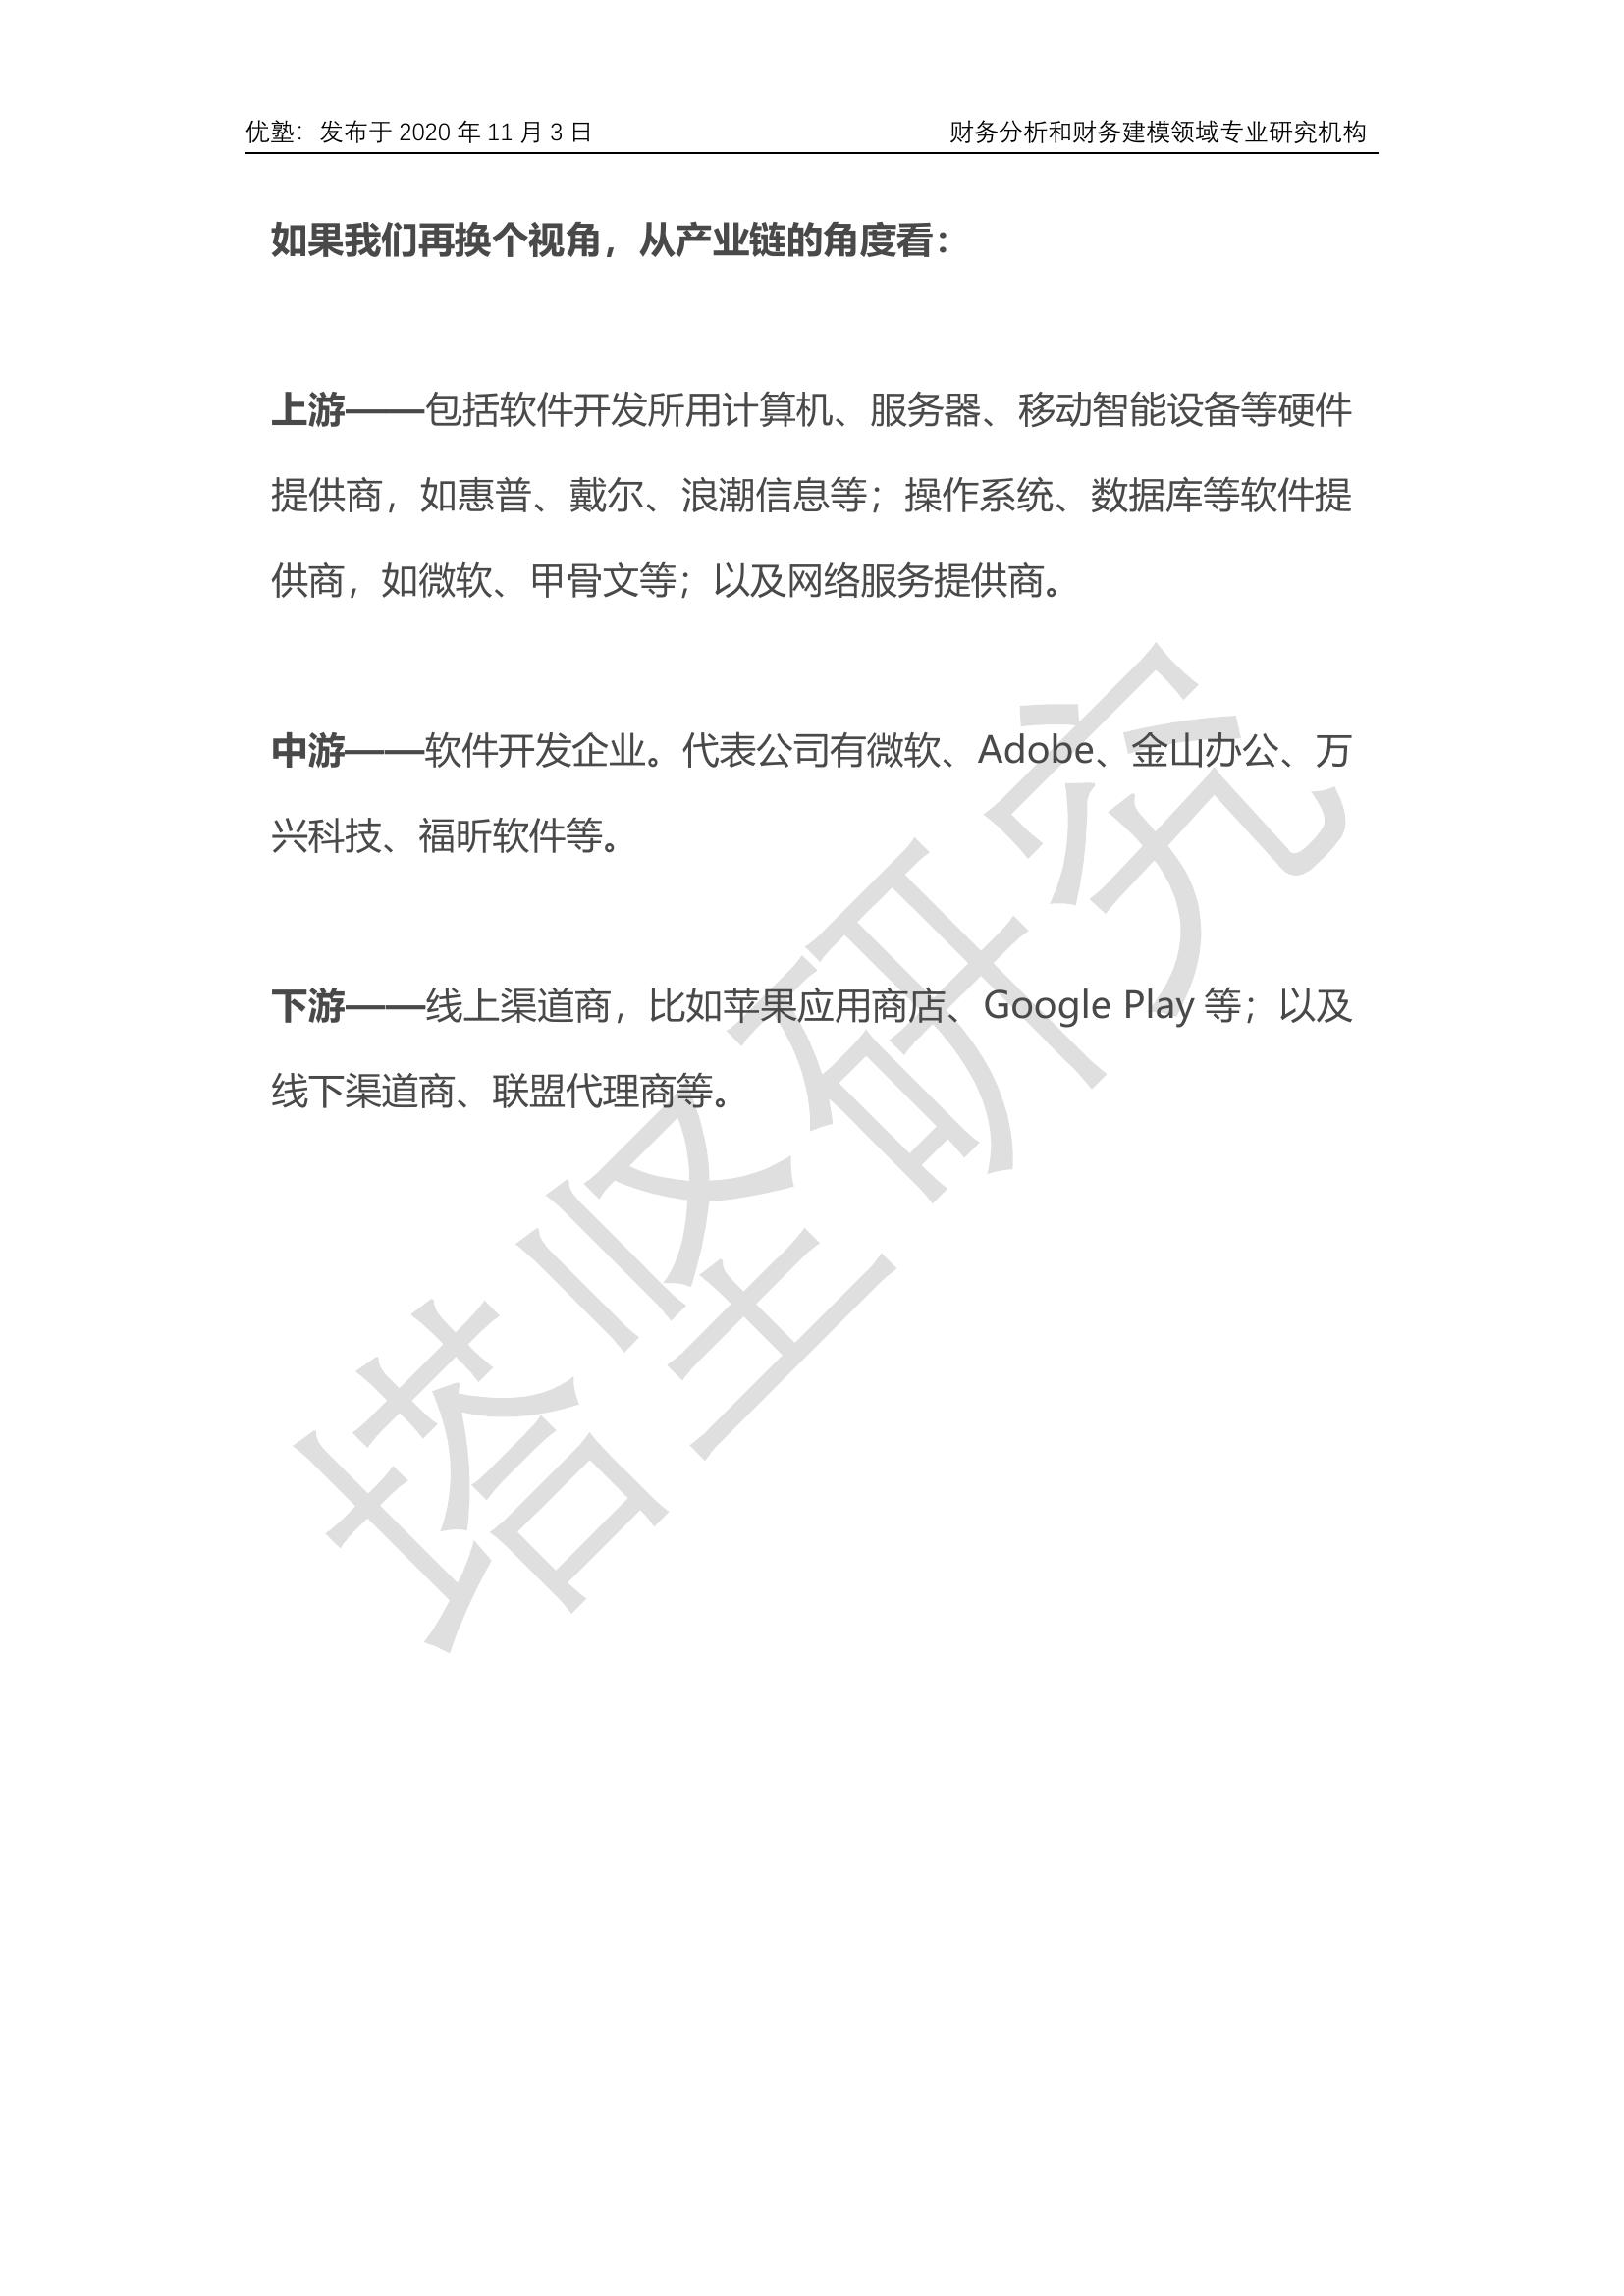 优塾：发布于 2020 年 11 月 3 日 财务分析和财务建模领域专业研究机构
如果我们再换个视角，从产业链的角度看：
上游——包括软件开发所用计算机、服务器、移动智能设备等硬件
提供商，如惠普、戴尔、浪潮信息等；操作系统、数据库等软件提
供商，如微软、甲骨文等；以及网络服务提供商。
中游——软件开发企业。代表公司有微软、Adobe、金山办公、万
兴科技、福昕软件等。
下游——线上渠道商，比如苹果应用商店、Google Play 等；以及
线下渠道商、联盟代理商等。
塔坚研究